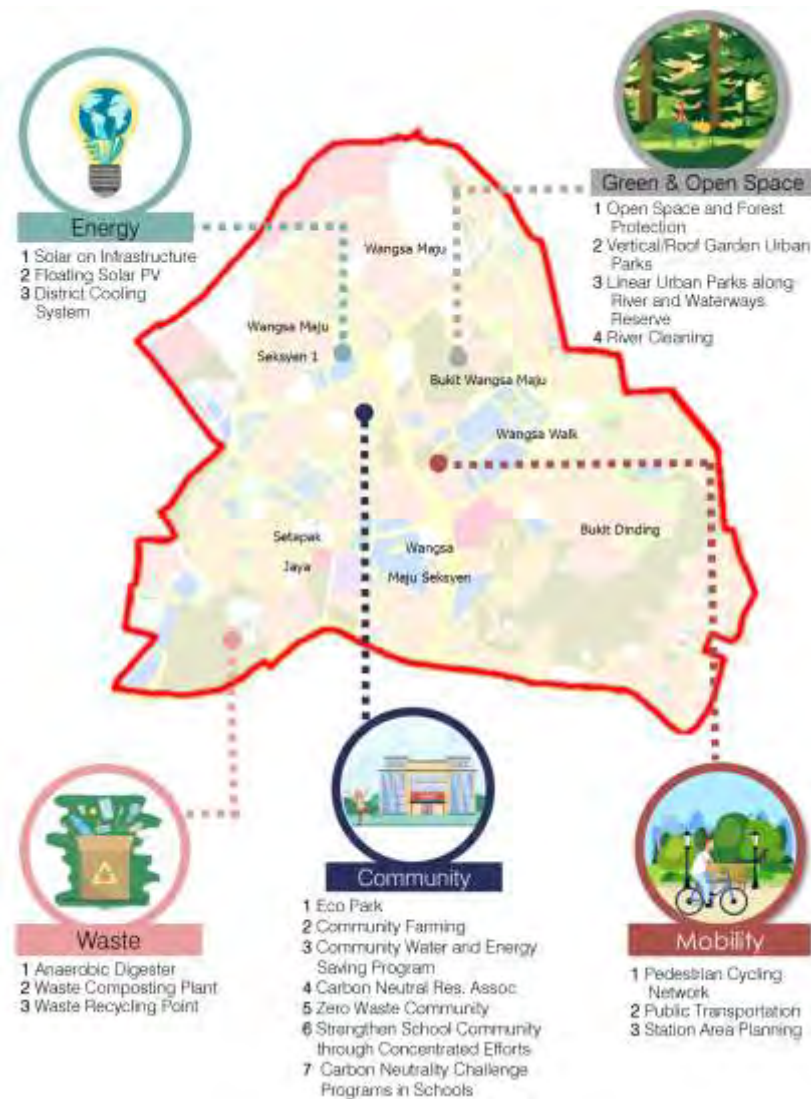 Energy
1 Solar on Infrastructure
2 Floating Solar PV
3 District Cooling
System
Green & Open Space
1 Open Space and Forest
Protection
2 Vertical/Roof Garden Urban
Parks
3 Linear Urban Parks along
River and Waterways
Reserve
4 River Cleaning
Wangsa Maju
Wangsa Maju
Seksyen 1
Bukit Wangsa Maju
Wangsa Walk
Bukit Dinding
Setapak
Jaya
Wangsa
Maju Seksyen
Waste
1 Anaerobic Digester
2 Waste Composting Plant
3 Waste Recycling Point
Community
1 Eco Park
2 Community Farming
3 Community Water and Energy
Saving Program
4 Carbon Neutral Res. Assoc
5 Zero Waste Community
6 Strengthen School Community
through Concentrated Efforts
7 Carbon Neutrality Challenge
Programs in Schools
Mobility
1 Pedestrian Cycling
Network
2 Public Transportation
3 Station Area Planning